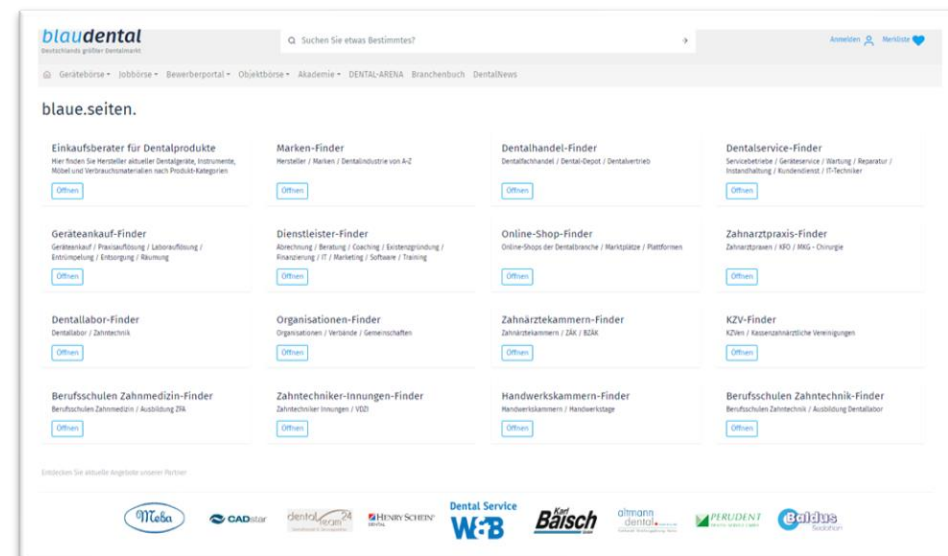 blaudental
Deutschlands größter Dentalmarkt
Suchen Sie etwas Bestimmtes?
Anmelden Merkliste
Gerätebörse Jobbörse Bewerberportal Objektbörse Akademie DENTAL-ARENA Branchenbuch DentalNews
blaue.seiten.
Einkaufsberater für Dentalprodukte
Hier finden Sie Hersteller aktueller Dentalgeräte, Instrumente,
Möbel und Verbrauchsmaterialien nach Produkt-Kategorien
Öffnen
Marken-Finder
Hersteller / Marken / Dentalindustrie von A-Z
Öffnen
Dentalhandel-Finder
Dentalfachhandel / Dental-Depot / Dentalvertrieb
Öffnen
Dentalservice-Finder
Servicebetriebe / Geräteservice / Wartung / Reparatur /
Instandhaltung / Kundendienst / IT-Techniker
Öffnen
Geräteankauf-Finder
Geräteankauf / Praxisauflösung / Laborauflösung /
Entrümpelung / Entsorgung / Räumung
Öffnen
Dienstleister-Finder
Abrechnung / Beratung / Coaching / Existenzgründung /
Finanzierung / IT / Marketing / Software / Training
Öffnen
Online-Shop-Finder
Online-Shops der Dentalbranche / Marktplätze / Plattformen
Öffnen
Zahnarztpraxis-Finder
Zahnarztpraxen / KFO / MKG - Chirurgie
Öffnen
Dentallabor-Finder
Dentallabor / Zahntechnik
Öffnen
Organisationen-Finder
Organisationen / Verbände / Gemeinschaften
Öffnen
Zahnärztekammern-Finder
Zahnärztekammern / ZÄK / BZÄK
Öffnen
KZV-Finder
KZVen / Kassenzahnärztliche Vereinigungen
Öffnen
Berufsschulen Zahnmedizin-Finder
Berufsschulen Zahnmedizin / Ausbildung ZFA
Öffnen
Zahntechniker-Innungen-Finder
Zahntechniker Innungen / VDZI
Öffnen
Handwerkskammern-Finder
Handwerkskammern / Handwerkstage
Öffnen
Berufsschulen Zahntechnik-Finder
Berufsschulen Zahntechnik / Ausbildung Dentallabor
Öffnen
Entdecken Sie aktuelle Angebote unserer Partner
Meba
CADstar
dental team 24
HENRY SCHEIN
DENTAL
Dental Service
W&B
Karl
Baisch
altmann
dental
PERUDENT
Baldus
Sedation